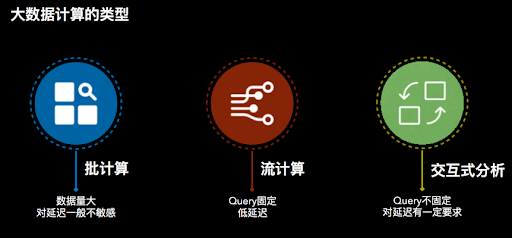 大数据计算的类型
批计算
数据量大
对延迟一般不敏感
流计算
Query固定
低延迟
交互式分析
Query不固定
对延迟有一定要求